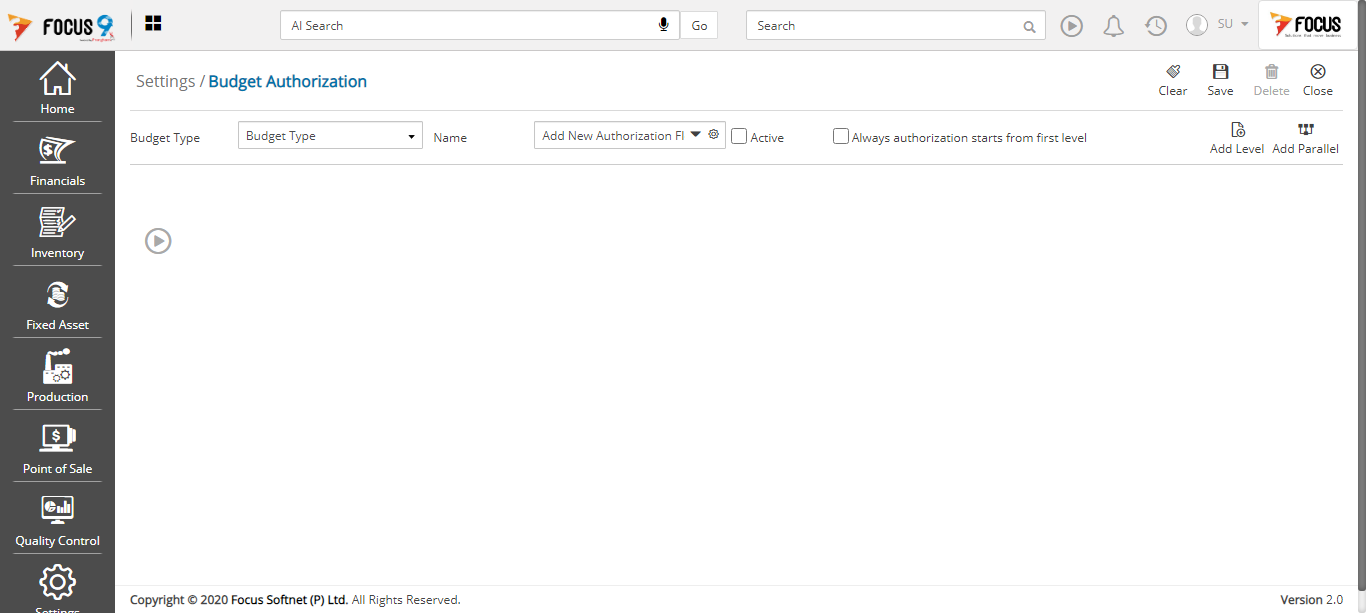 FOCUS 9
AI Search
Go
Search
SU
FOCUS
Home
Financials
Inventory
Fixed Asset
Production
Point of Sale
Quality Control
Settings
Settings / Budget Authorization
Clear
Save
Delete
Close
Budget Type
Budget Type
Name
Add New Authorization Fl
Active
Always authorization starts from first level
Add Level
Add Parallel
Copyright © 2020 Focus Softnet (P) Ltd. All Rights Reserved.
Version 2.0